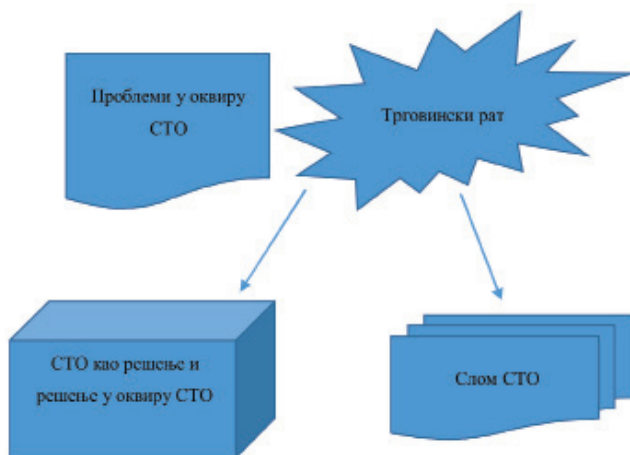 Проблеми у оквиру
СТО
Трговински рат
СТО као решење и
решење у оквиру СТО
Слом СТО